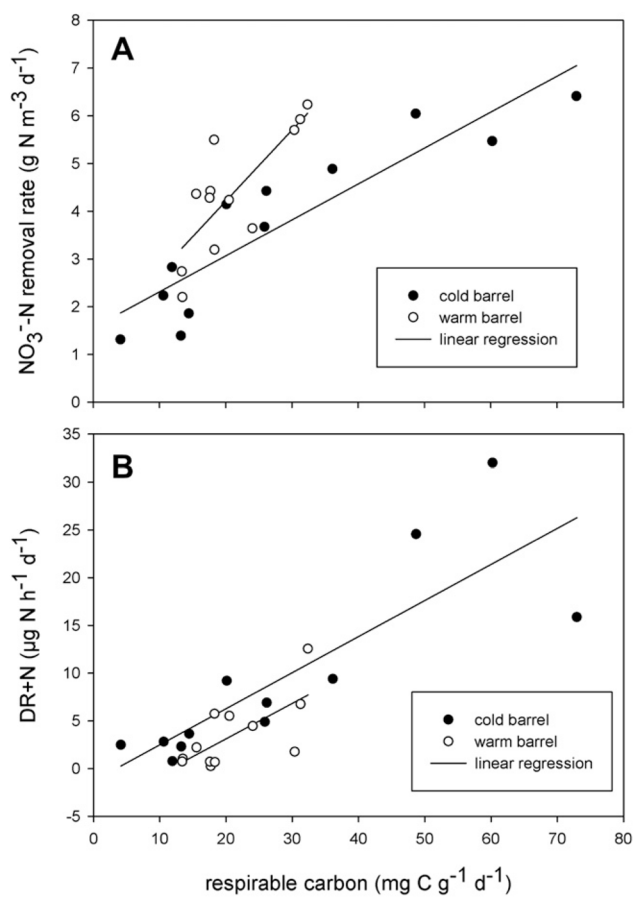 8
A
7
6
5
4
3
2
1
0
NO3⁻-N removal rate (g N m⁻³ d⁻¹)
cold barrel
warm barrel
linear regression
35
B
30
25
20
15
10
5
0
-5
DR+N (µg N h⁻¹ d⁻¹)
cold barrel
warm barrel
linear regression
0 10 20 30 40 50 60 70 80
respirable carbon (mg C g⁻¹ d⁻¹)